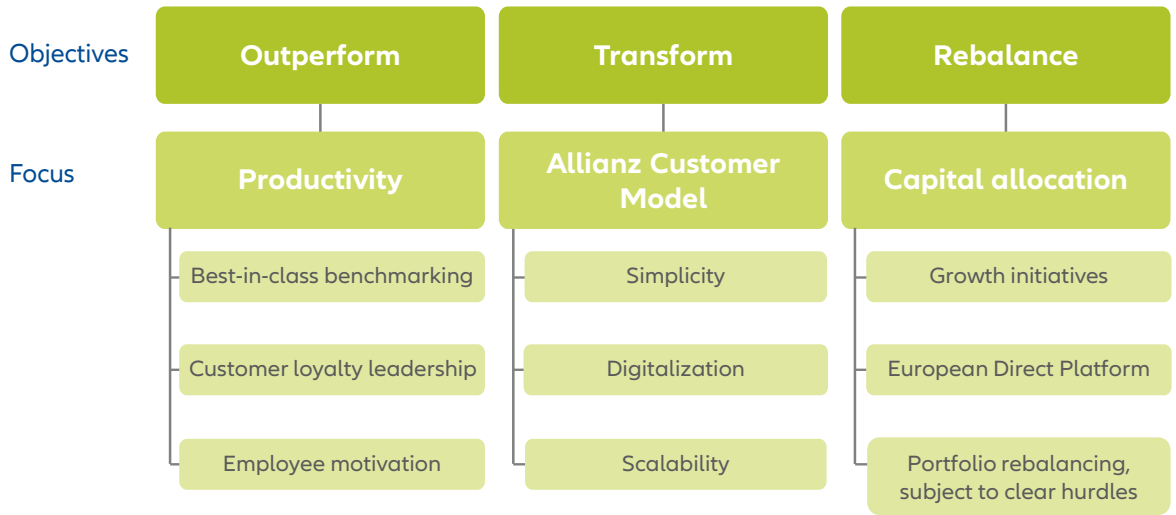 Objectives
Outperform
Transform
Rebalance
Focus
Productivity
Allianz Customer
Model
Capital allocation
Best-in-class benchmarking
Simplicity
Growth initiatives
Customer loyalty leadership
Digitalization
European Direct Platform
Employee motivation
Scalability
Portfolio rebalancing,
subject to clear hurdles